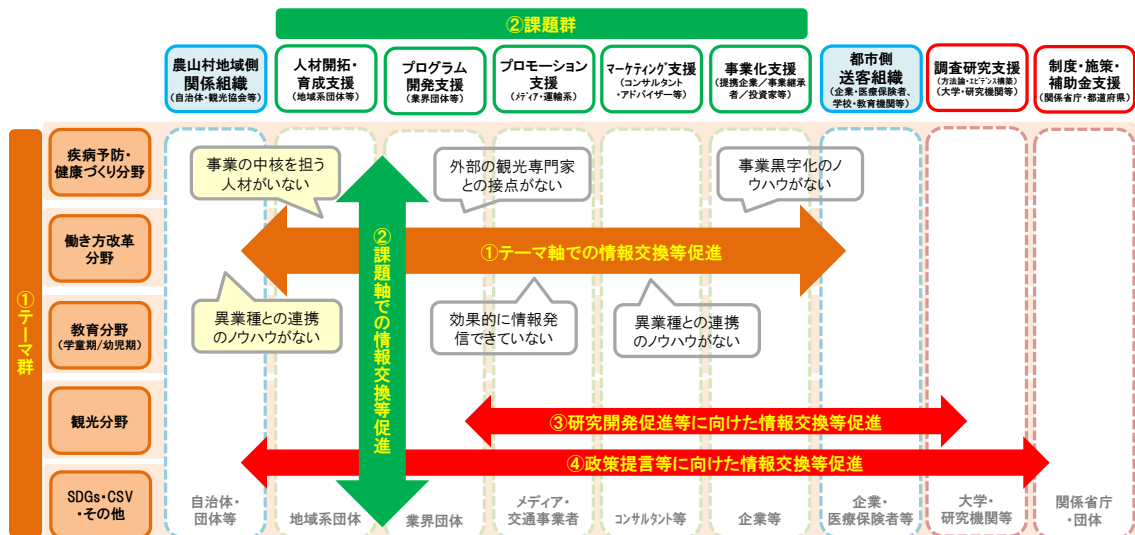 ②課題群
農山村地域側
関係組織
(自治体・観光協会等)
人材開拓・
育成支援
(地域系団体等)
プログラム
開発支援
(業界団体等)
プロモーション
支援
(メディア・運輸系)
マーケティング支援
(コンサルタント
・アドバイザー等)
事業化支援
(提携企業/事業継承
者/投資家等)
都市側
送客組織
(企業・医療保険者、
学校・教育機関等)
調査研究支援
(方法論・エビデンス構築)
(大学・研究機関等)
制度・施策・
補助金支援
(関係省庁・都道府県)
①テーマ群
疾病予防・
健康づくり分野
働き方改革
分野
教育分野
(学童期/幼児期)
観光分野
SDGs・CSV
・その他
事業の中核を担う
人材がいない
外部の観光専門家
との接点がない
事業黒字化のノ
ウハウがない
①テーマ軸での情報交換等促進
②課題軸での情報交換等促進
異業種との連携
のノウハウがない
効果的に情報発
信できていない
異業種との連携
のノウハウがない
③研究開発促進等に向けた情報交換等促進
④政策提言等に向けた情報交換等促進
自治体・
団体等
地域系団体
業界団体
メディア・
交通事業者
コンサルタント等
企業等
企業・
医療保険者等
大学・
研究機関等
関係省庁
・団体